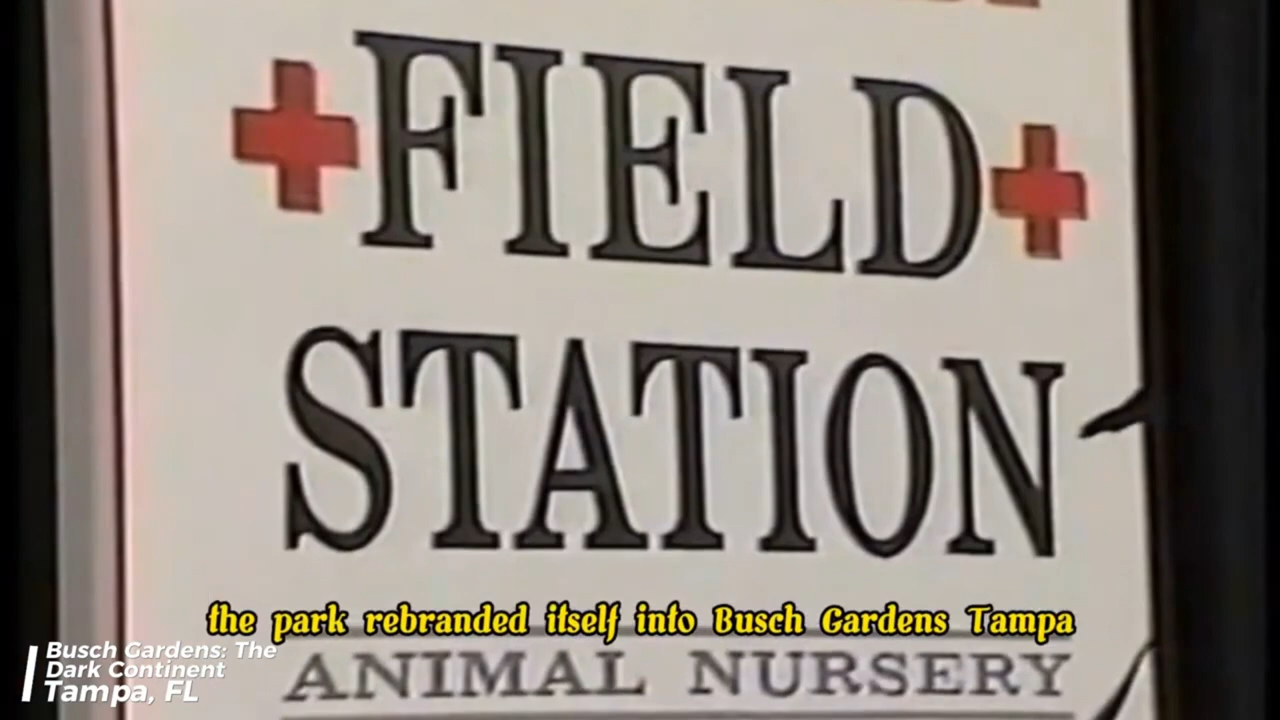 FIELD
STATION
the park rebranded itself into Busch Gardens Tampa
ANIMAL NURSERY
Busch Gardens: The
Dark Continent
Tampa, FL